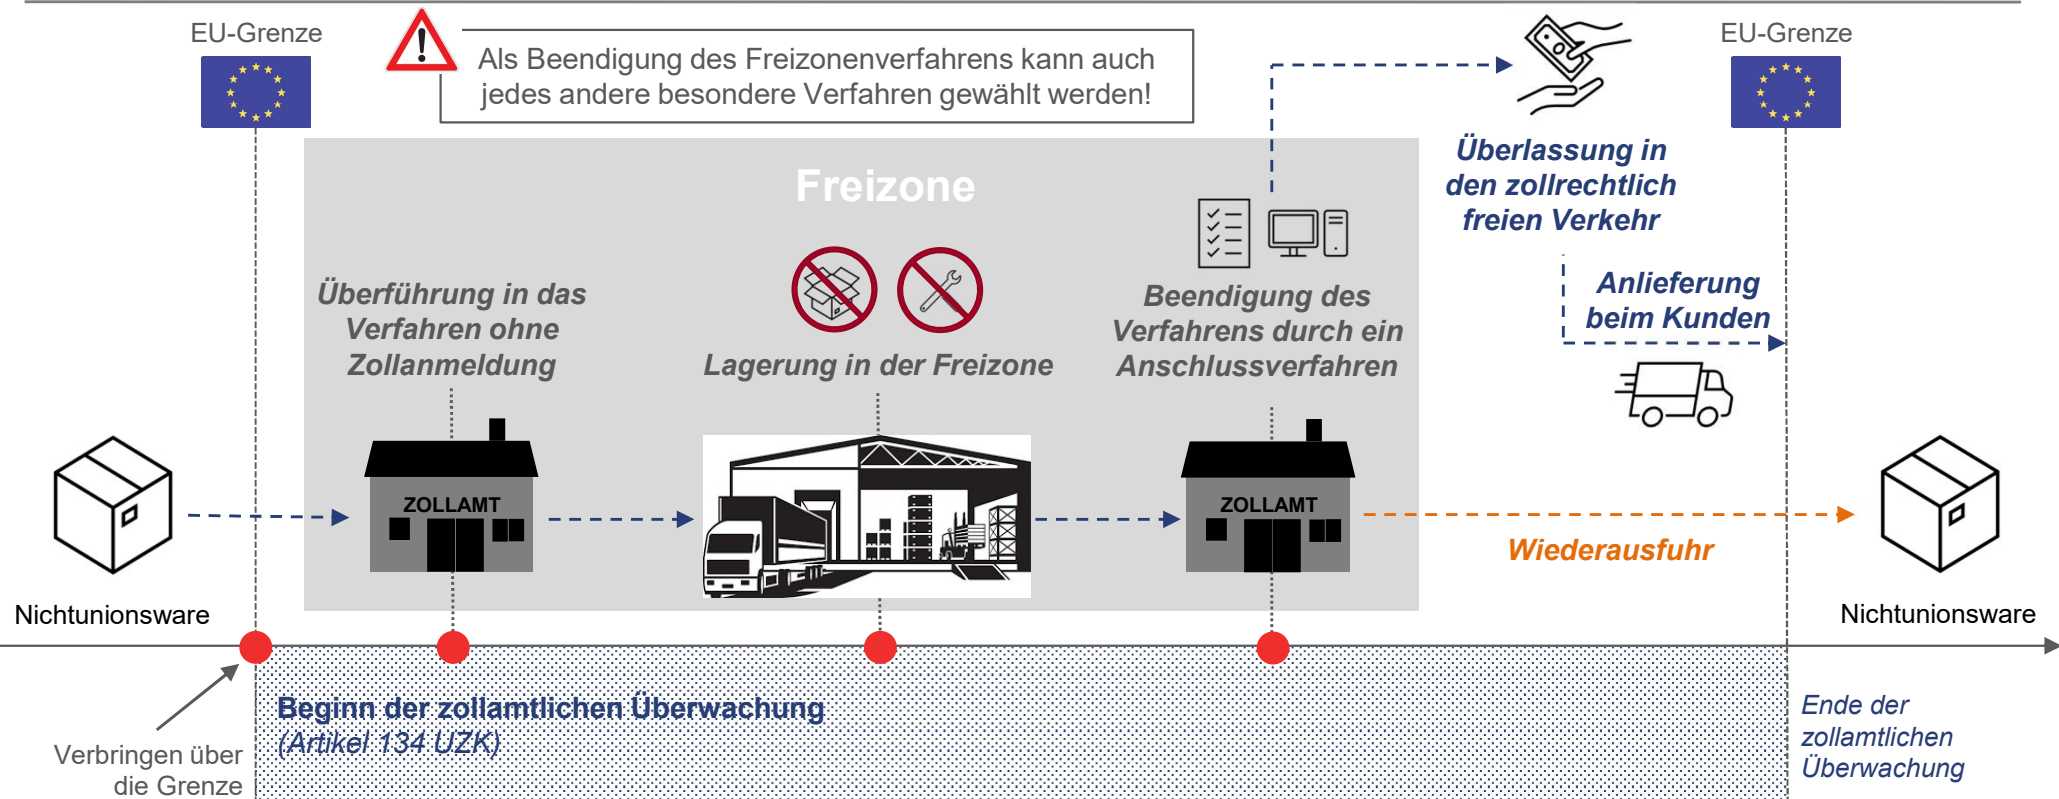 EU-Grenze
Als Beendigung des Freizonenverfahrens kann auch
jedes andere besondere Verfahren gewählt werden!
EU-Grenze
Freizone
Überlassung in
den zollrechtlich
freien Verkehr
Überführung in das
Verfahren ohne
Zollanmeldung
Lagerung in der Freizone
Beendigung des
Verfahrens durch ein
Anschlussverfahren
Anlieferung
beim Kunden
ZOLLAMT
ZOLLAMT
Wiederausfuhr
Nichtunionsware
Nichtunionsware
Beginn der zollamtlichen Überwachung
(Artikel 134 UZK)
Verbringen über
die Grenze
Ende der
zollamtlichen
Überwachung